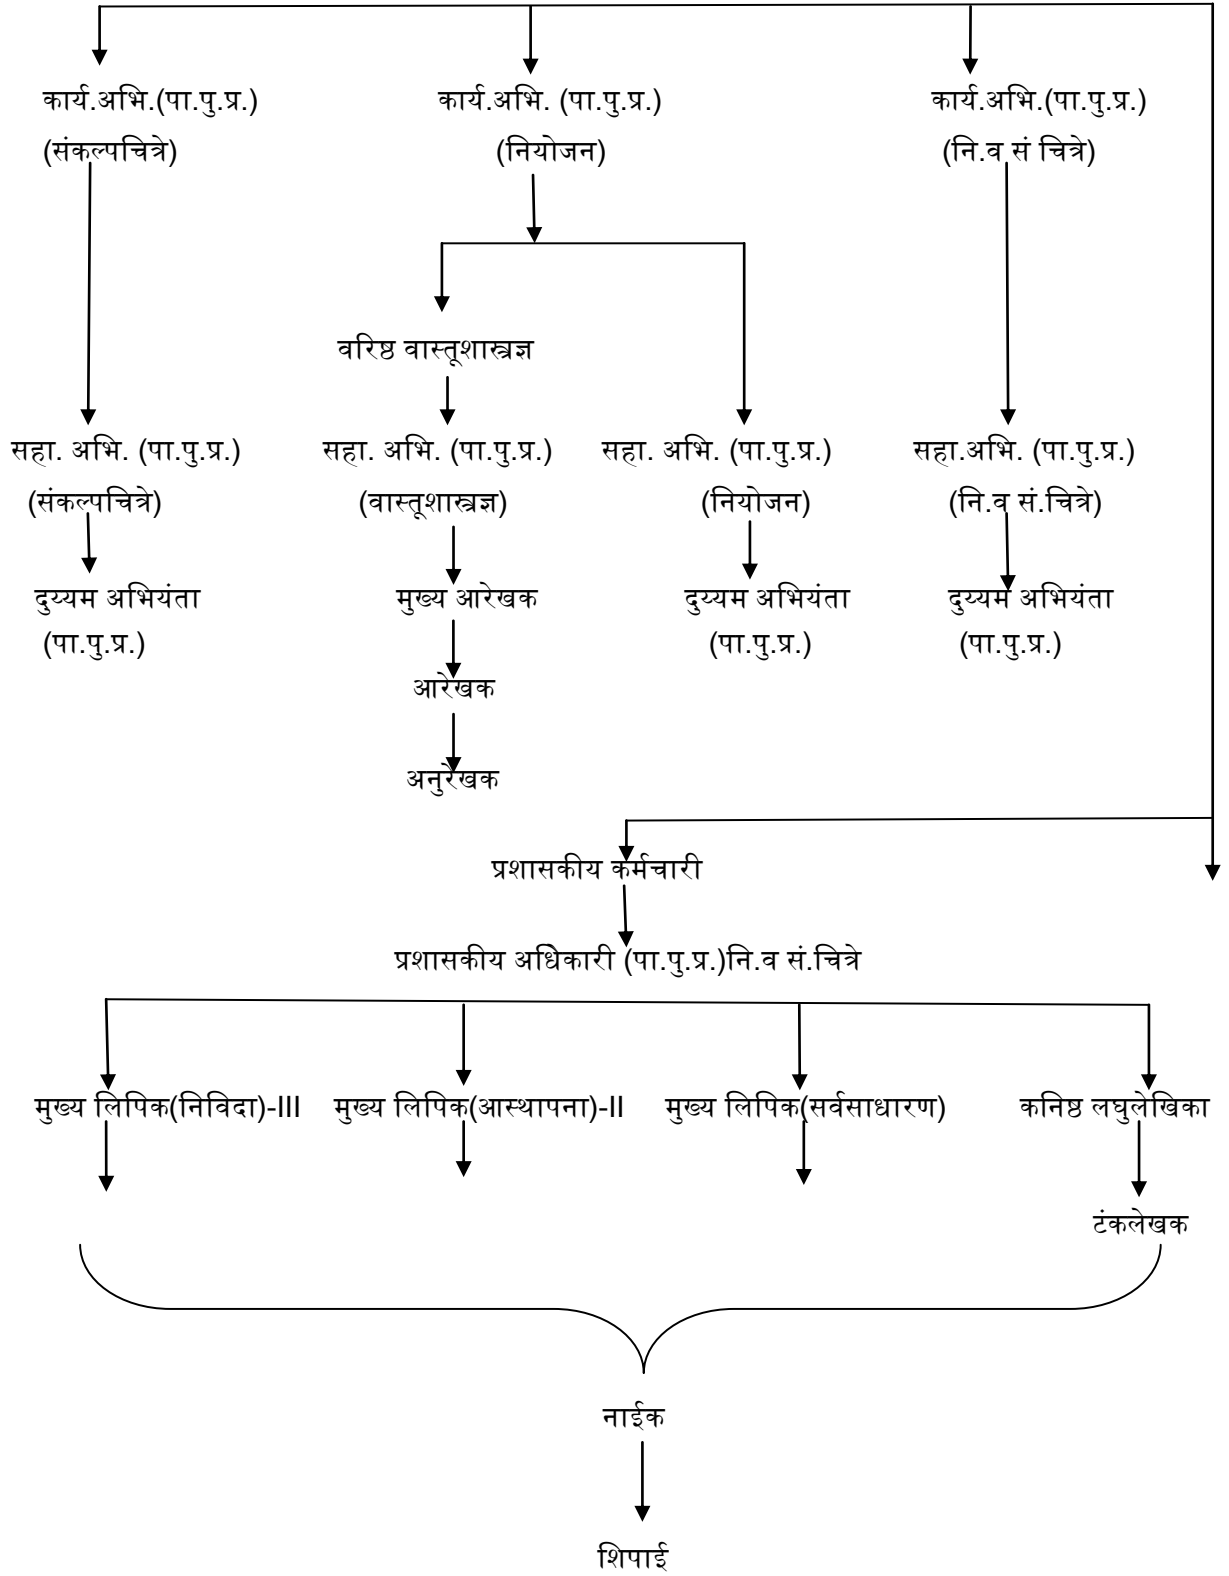 कार्य.अभि.(पा.पु.प्र.) कार्य.अभि. (पा.पु.प्र.) कार्य.अभि.(पा.पु.प्र.)
(संकल्पचित्रे) (नियोजन) (नि.व सं चित्रे)
वरिष्ठ वास्तूशास्त्रज्ञ
सहा. अभि. (पा.पु.प्र.) सहा. अभि. (पा.पु.प्र.) सहा. अभि. (पा.पु.प्र.) सहा.अभि. (पा.पु.प्र.)
(संकल्पचित्रे) (वास्तूशास्त्रज्ञ) (नियोजन) (नि.व सं.चित्रे)
दुय्यम अभियंता मुख्य आरेखक दुय्यम अभियंता दुय्यम अभियंता
(पा.पु.प्र.) (पा.पु.प्र.) (पा.पु.प्र.)
आरेखक
अनुरेखक
प्रशासकीय कर्मचारी
प्रशासकीय अधिकारी (पा.पु.प्र.)नि.व सं.चित्रे
मुख्य लिपिक(निविदा)-III मुख्य लिपिक(आस्थापना)-II मुख्य लिपिक(सर्वसाधारण) कनिष्ठ लघुलेखिका
टंकलेखक
नाईक
शिपाई